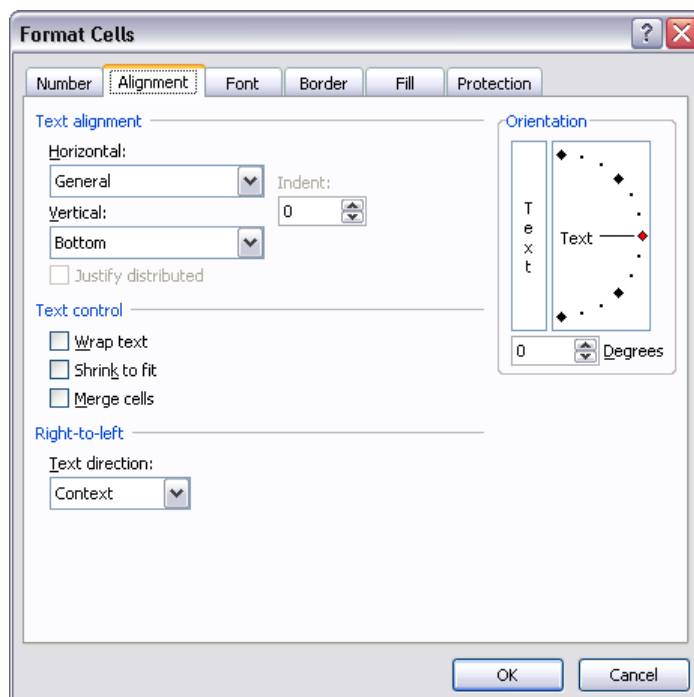 Format Cells
?
Number Alignment Font Border Fill Protection
Text alignment
Horizontal:
General
Indent:
0
Vertical:
Bottom
Justify distributed
Text control
Wrap text
Shrink to fit
Merge cells
Right-to-left
Text direction:
Context
Orientation
Text
Text
0 Degrees
OK Cancel